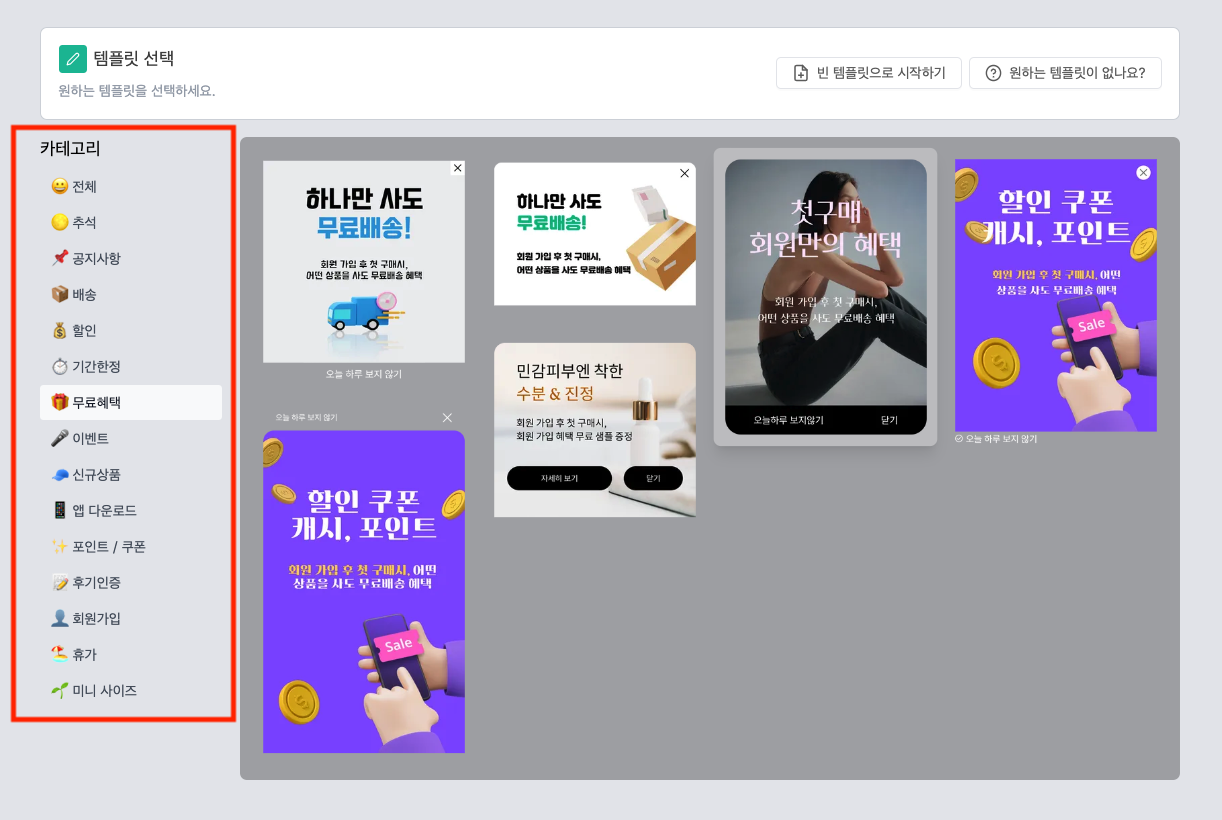 템플릿 선택
원하는 템플릿을 선택하세요.
빈 템플릿으로 시작하기
원하는 템플릿이 없나요?
카테고리
전체
추석
공지사항
배송
할인
기간한정
무료혜택
이벤트
신규상품
앱 다운로드
포인트 / 쿠폰
후기인증
회원가입
휴가
미니 사이즈
하나만 사도
무료배송!
회원 가입 후 첫 구매시,
어떤 상품을 사도 무료배송 혜택
오늘 하루 보지 않기
오늘 하루 보지 않기
할인 쿠폰
캐시, 포인트
회원 가입 후 첫 구매시, 어떤
상품을 사도 무료배송 혜택
Sale
하나만 사도
무료배송!
회원 가입 후 첫 구매시,
어떤 상품을 사도 무료배송 혜택
민감피부엔 착한
수분 & 진정
회원 가입 후 첫 구매시,
회원 가입 혜택 무료 샘플 증정
자세히 보기
닫기
첫구매
회원만의 혜택
회원 가입 후 첫 구매시,
어떤 상품을 사도 무료배송 혜택
오늘하루 보지않기
닫기
할인 쿠폰
캐시, 포인트
회원 가입 후 첫 구매시, 어떤
상품을 사도 무료배송 혜택
Sale
오늘 하루 보지 않기